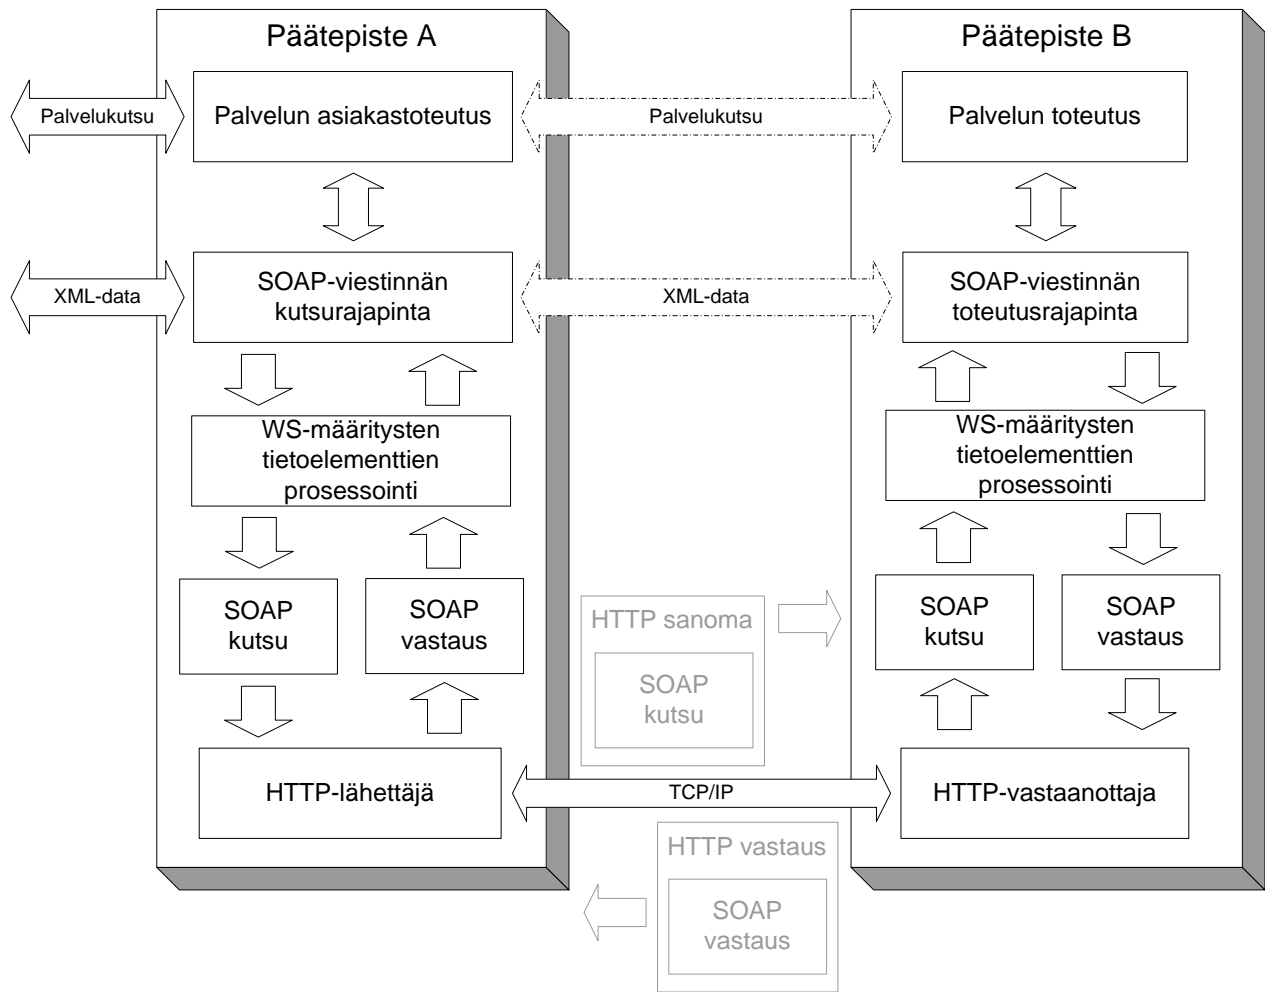 Päätepiste A
Päätepiste B
Palvelukutsu
Palvelun asiakastoteutus
Palvelukutsu
Palvelun toteutus
XML-data
SOAP-viestinnän
kutsurajapinta
XML-data
SOAP-viestinnän
toteutusrajapinta
WS-määritysten
tietoelementtien
prosessointi
WS-määritysten
tietoelementtien
prosessointi
SOAP
kutsu
SOAP
vastaus
HTTP sanoma
SOAP
kutsu
SOAP
kutsu
SOAP
vastaus
HTTP-lähettäjä
TCP/IP
HTTP-vastaanottaja
HTTP vastaus
SOAP
vastaus